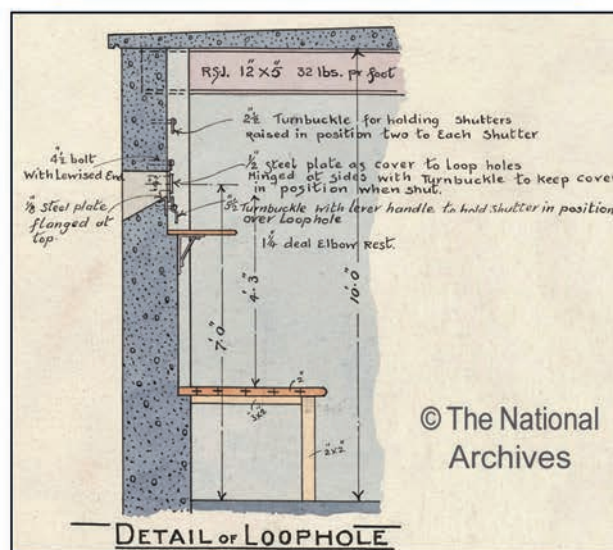 R.S.J. 12" x 5" 32 lbs. pr foot
2½" Turnbuckle for holding shutters
raised in position two to Each Shutter
4½" bolt
With Lewised End
½" Steel plate as cover to loop holes
Hinged at sides with Turnbuckle to keep cover
in position when shut.
⅛" Steel plate
flanged at
top.
5½" Turnbuckle with lever handle to hold Shutter in position
over Loophole
1¼" deal Elbow Rest.
4'. 3"
7'. 0"
10'. 0"
2"
3x2
2"x2"
© The National
Archives
DETAIL OF LOOPHOLE